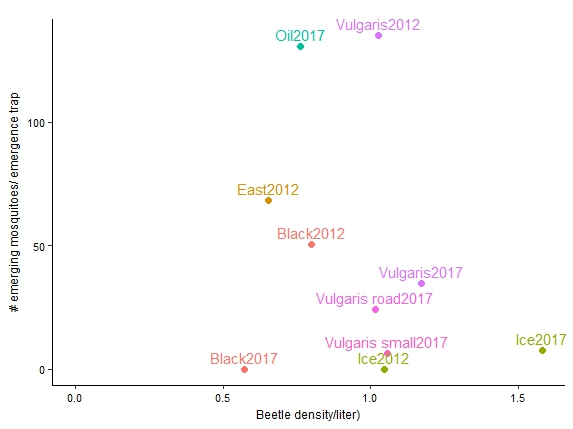 Vulgaris2012
Oil2017
100
East2012
Black2012
50
Vulgaris2017
Vulgaris road2017
Vulgaris small2017
Ice2017
Black2017
Ice2012
0
0.0
0.5
1.0
1.5
Beetle density/liter)
# emerging mosquitoes/ emergence trap